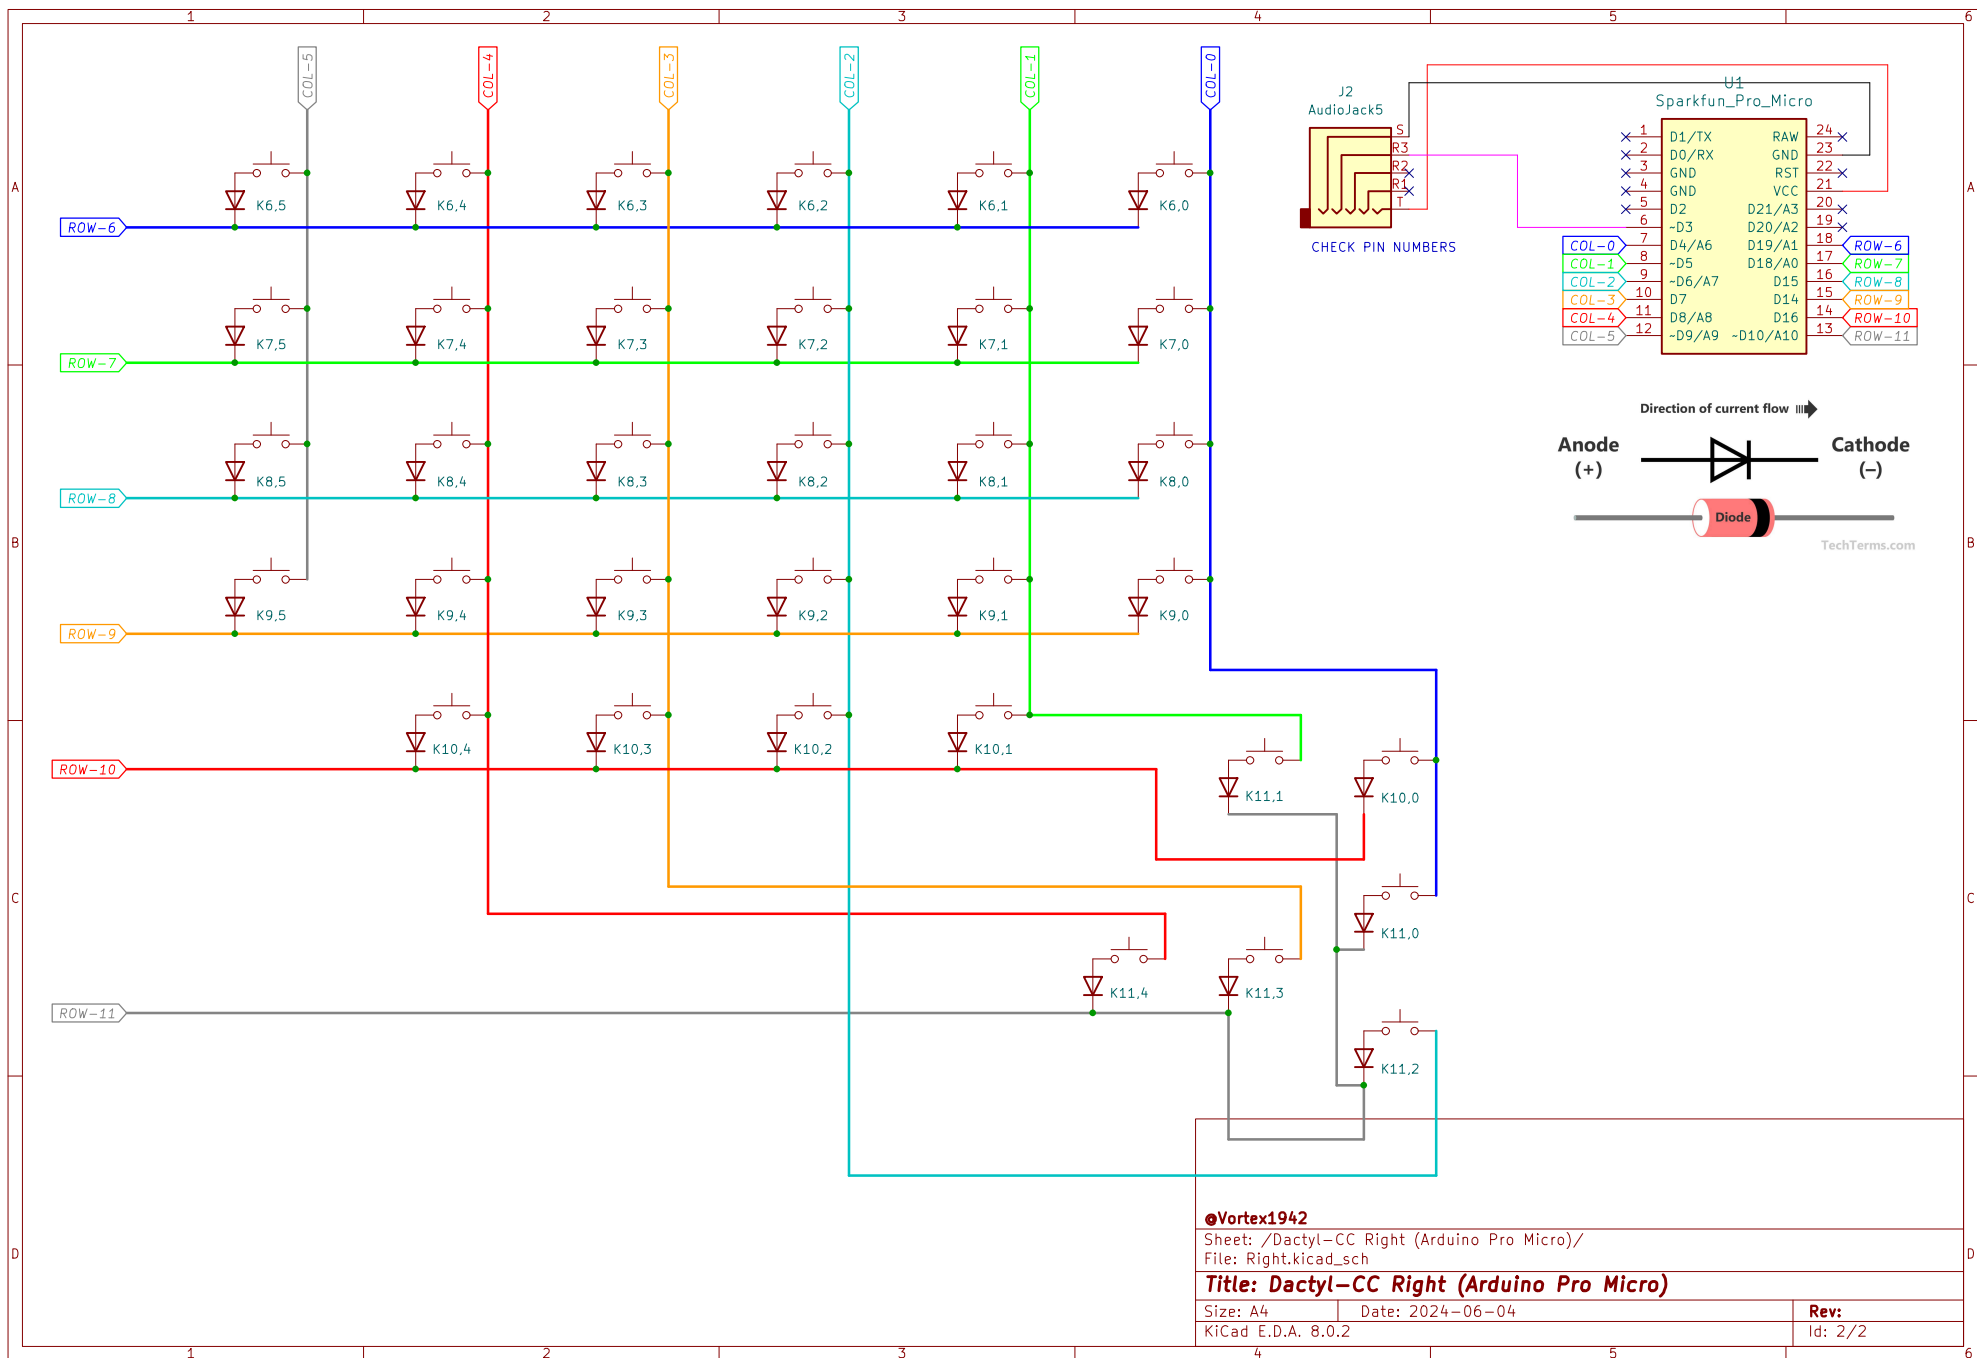 1 2 3 4 5 6
COL-5 COL-4 COL-3 COL-2 COL-1 COL-0
A A
K6,5 K6,4 K6,3 K6,2 K6,1 K6,0
ROW-6
K7,5 K7,4 K7,3 K7,2 K7,1 K7,0
ROW-7
K8,5 K8,4 K8,3 K8,2 K8,1 K8,0
ROW-8
B B
K9,5 K9,4 K9,3 K9,2 K9,1 K9,0
ROW-9
K10,4 K10,3 K10,2 K10,1
ROW-10
K11,1 K10,0
C C
K11,0
K11,4 K11,3
ROW-11
K11,2
J2
AudioJack5
S
R3
R2
R1
T
CHECK PIN NUMBERS
U1
Sparkfun_Pro_Micro
1 D1/TX RAW 24
2 D0/RX GND 23
3 GND RST 22
4 GND VCC 21
5 D2 D21/A3 20
6 ~D3 D20/A2 19
COL-0 7 D4/A6 D19/A1 18 ROW-6
COL-1 8 ~D5 D18/A0 17 ROW-7
COL-2 9 ~D6/A7 D15 16 ROW-8
COL-3 10 D7 D14 15 ROW-9
COL-4 11 D8/A8 D16 14 ROW-10
COL-5 12 ~D9/A9 ~D10/A10 13 ROW-11
Direction of current flow
Anode Cathode
(+) (–)
Diode
TechTerms.com
@Vortex1942
Sheet: /Dactyl-CC Right (Arduino Pro Micro)/
File: Right.kicad_sch
Title: Dactyl-CC Right (Arduino Pro Micro)
Size: A4 Date: 2024-06-04 Rev:
KiCad E.D.A. 8.0.2 Id: 2/2
D D
1 2 3 4 5 6